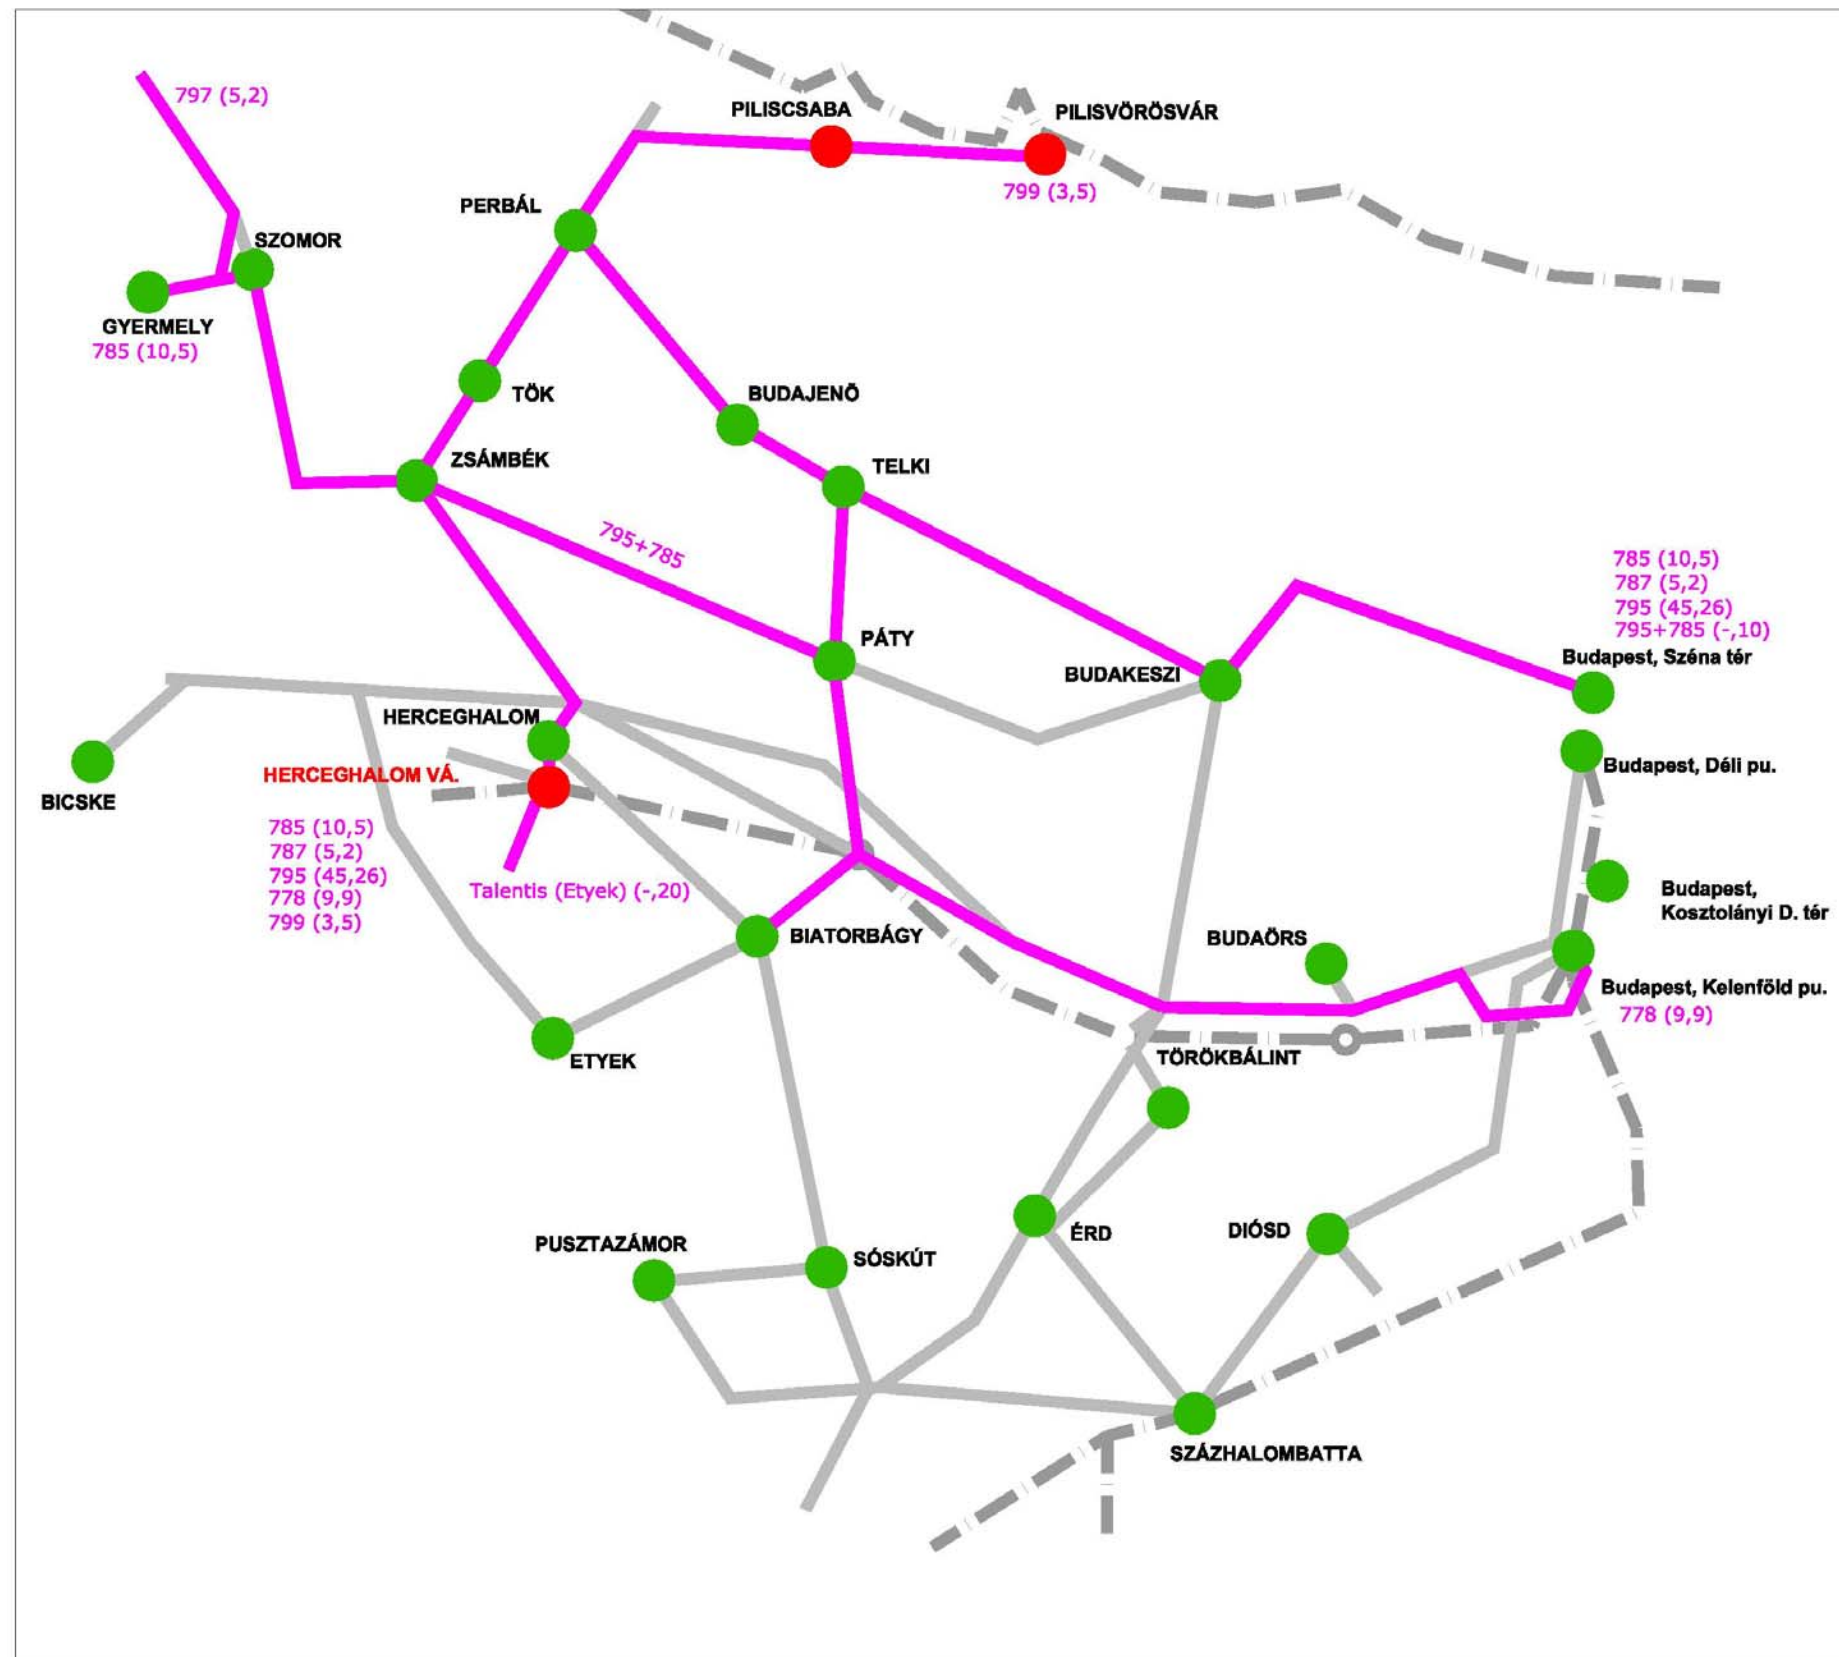 797 (5,2)
PILISCSABA
PILISVÖRÖSVÁR
799 (3,5)
PERBÁL
SZOMOR
GYERMELY
785 (10,5)
TÖK
BUDAJENŐ
ZSÁMBÉK
TELKI
795+785
785 (10,5)
787 (5,2)
795 (45,26)
795+785 (-,10)
Budapest, Széna tér
PÁTY
BUDAKESZI
HERCEGHALOM
HERCEGHALOM VÁ.
BICSKE
Budapest, Déli pu.
785 (10,5)
787 (5,2)
795 (45,26)
778 (9,9)
799 (3,5)
Talentis (Etyek) (-,20)
Budapest,
Kosztolányi D. tér
BIATORBÁGY
BUDAÖRS
Budapest, Kelenföld pu.
778 (9,9)
ETYEK
TÖRÖKBÁLINT
PUSZTAZÁMOR
SÓSKÚT
ÉRD
DIÓSD
SZÁZHALOMBATTA